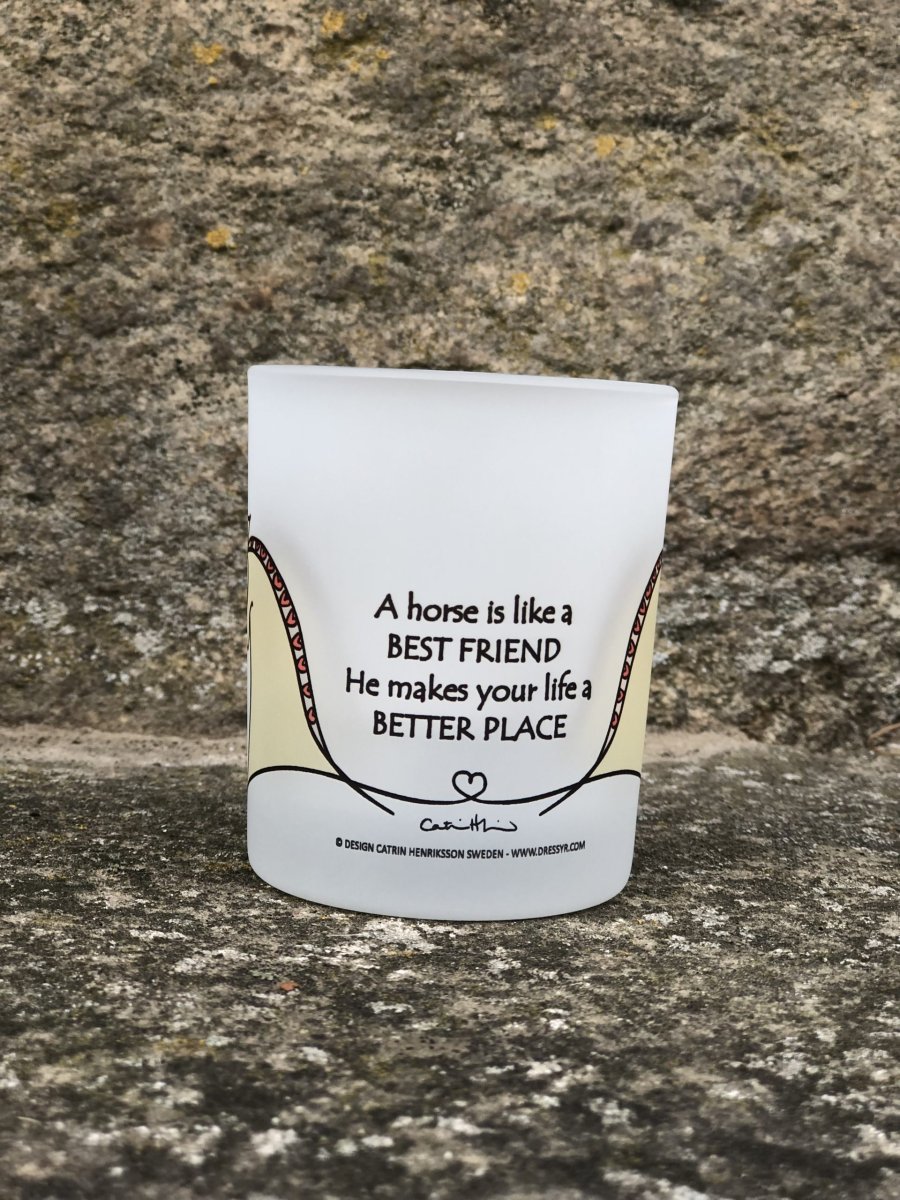 A horse is like a
BEST FRIEND
He makes your life a
BETTER PLACE
© DESIGN CATRIN HENRIKSSON SWEDEN - WWW.DRESSYR.COM